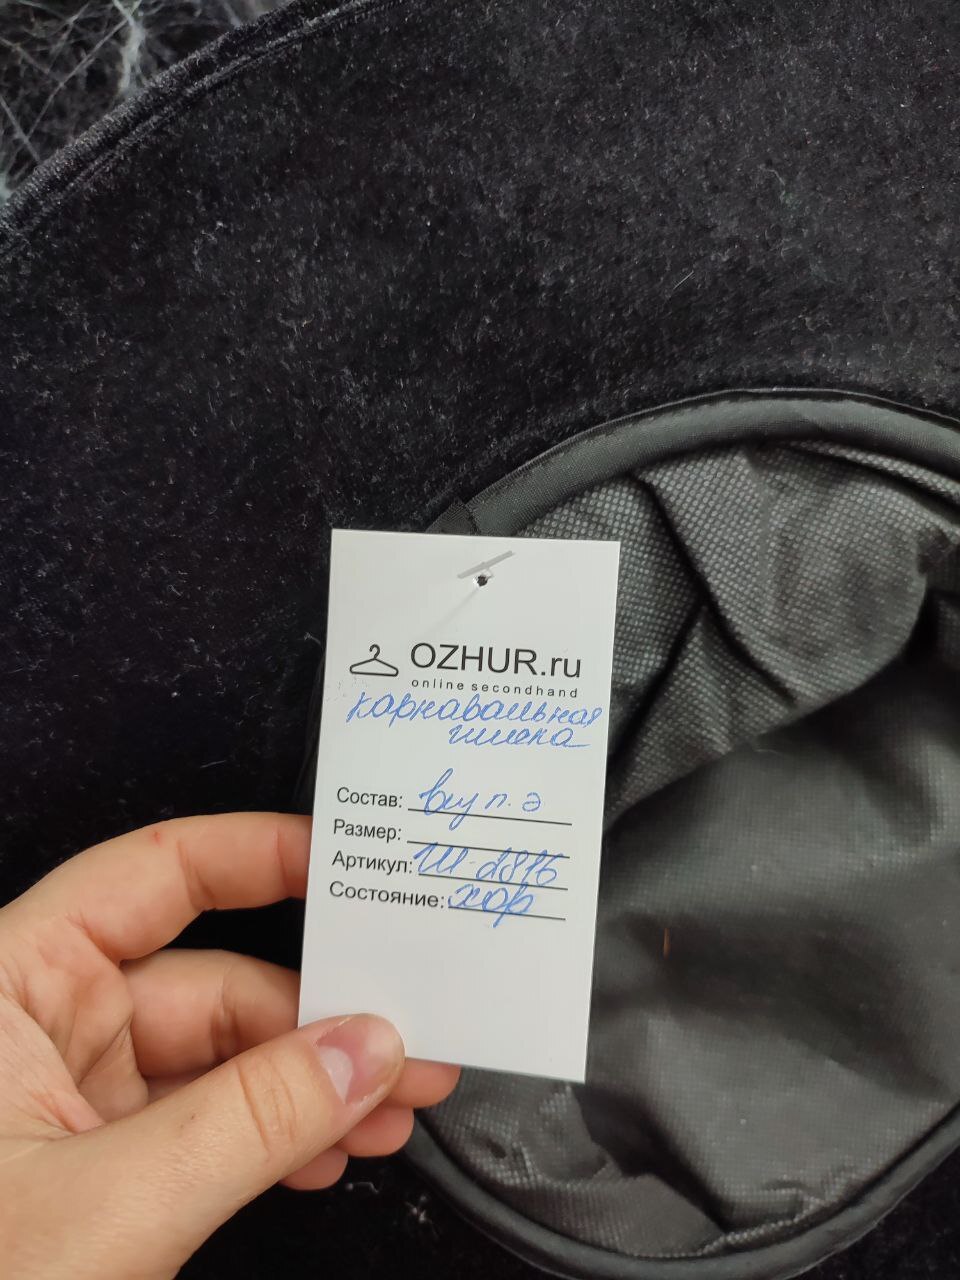 OZHUR.ru
online secondhand
карнавальная
шляпа
Состав:
Размер:
Артикул: Ш-2816
Состояние: хор